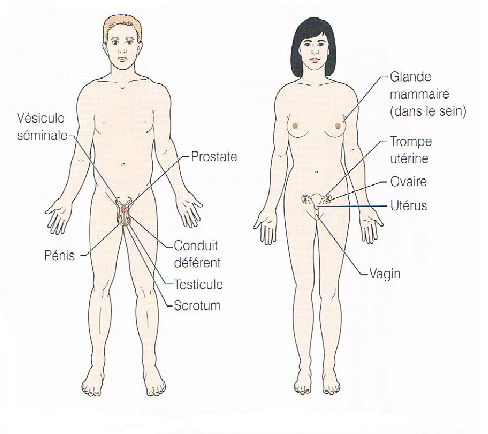 Vésicule
séminale
Prostate
Pénis
Conduit
déférent
Testicule
Scrotum
Glande
mammaire
(dans le sein)
Trompe
utérine
Ovaire
Utérus
Vagin